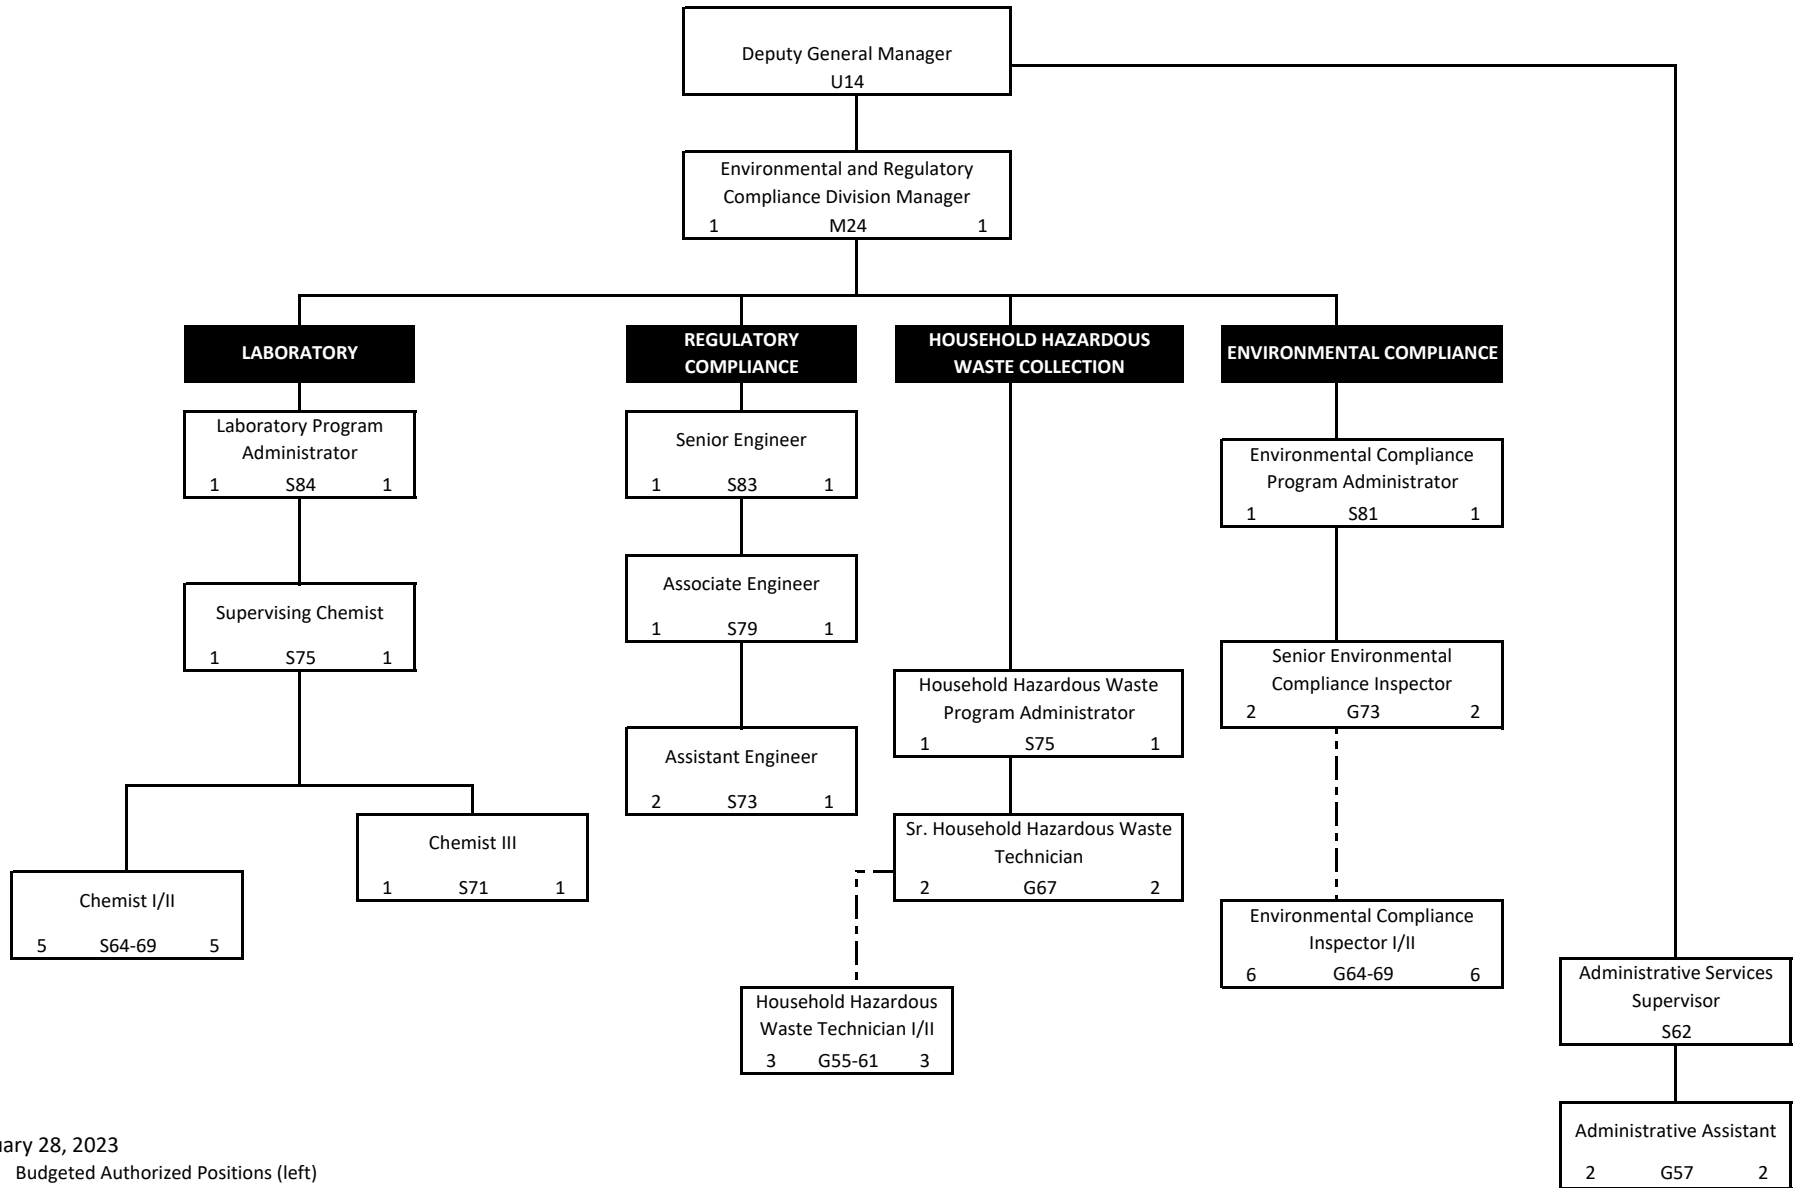 Deputy General Manager
U14
Environmental and Regulatory
Compliance Division Manager
1 M24 1
LABORATORY
Laboratory Program
Administrator
1 S84 1
Supervising Chemist
1 S75 1
Chemist I/II
5 S64-69 5
Chemist III
1 S71 1
REGULATORY
COMPLIANCE
Senior Engineer
1 S83 1
Associate Engineer
1 S79 1
Assistant Engineer
2 S73 1
HOUSEHOLD HAZARDOUS
WASTE COLLECTION
Household Hazardous Waste
Program Administrator
1 S75 1
Sr. Household Hazardous Waste
Technician
2 G67 2
Household Hazardous
Waste Technician I/II
3 G55-61 3
ENVIRONMENTAL COMPLIANCE
Environmental Compliance
Program Administrator
1 S81 1
Senior Environmental
Compliance Inspector
2 G73 2
Environmental Compliance
Inspector I/II
6 G64-69 6
Administrative Services
Supervisor
S62
Administrative Assistant
2 G57 2
28, 2023
Budgeted Authorized Positions (left)